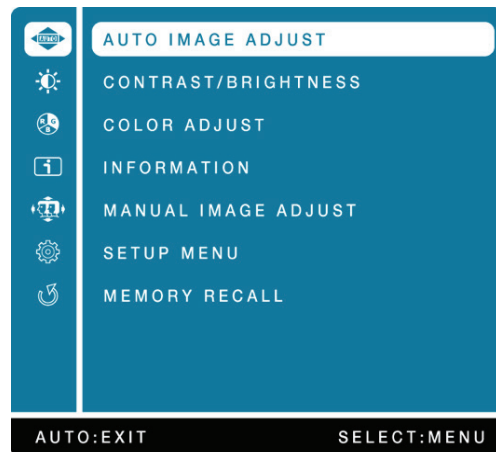 AUTO AUTO IMAGE ADJUST
CONTRAST/BRIGHTNESS
R G B COLOR ADJUST
i INFORMATION
MANUAL IMAGE ADJUST
SETUP MENU
MEMORY RECALL
AUTO:EXIT SELECT:MENU